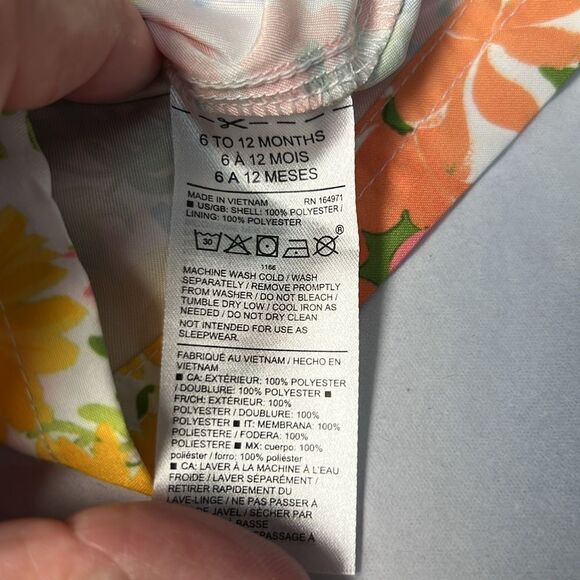 6 TO 12 MONTHS
6 À 12 MOIS
6 A 12 MESES
MADE IN VIETNAM RN 164971
■ US/GB: SHELL: 100% POLYESTER /
LINING: 100% POLYESTER
30
®
1166
MACHINE WASH COLD / WASH
SEPARATELY / REMOVE PROMPTLY
FROM WASHER / DO NOT BLEACH /
TUMBLE DRY LOW / COOL IRON AS
NEEDED / DO NOT DRY CLEAN
NOT INTENDED FOR USE AS
SLEEPWEAR.
FABRIQUÉ AU VIETNAM / HECHO EN
VIETNAM
■ CA: EXTÉRIEUR: 100% POLYESTER
/ DOUBLURE: 100% POLYESTER ■
FR/CH: EXTÉRIEUR: 100%
POLYESTER / DOUBLURE: 100%
POLYESTER ■ IT: MEMBRANA: 100%
POLIESTERE / FODERA: 100%
POLIESTERE ■ MX: cuerpo: 100%
poliéster / forro: 100% poliéster
■ CA: LAVER À LA MACHINE À L'EAU
FROIDE / LAVER SÉPARÉMENT /
RETIRER RAPIDEMENT DU
LAVE-LINGE / NE PAS PASSER À
DE JAVEL / SÉCHER PAR
BASSE